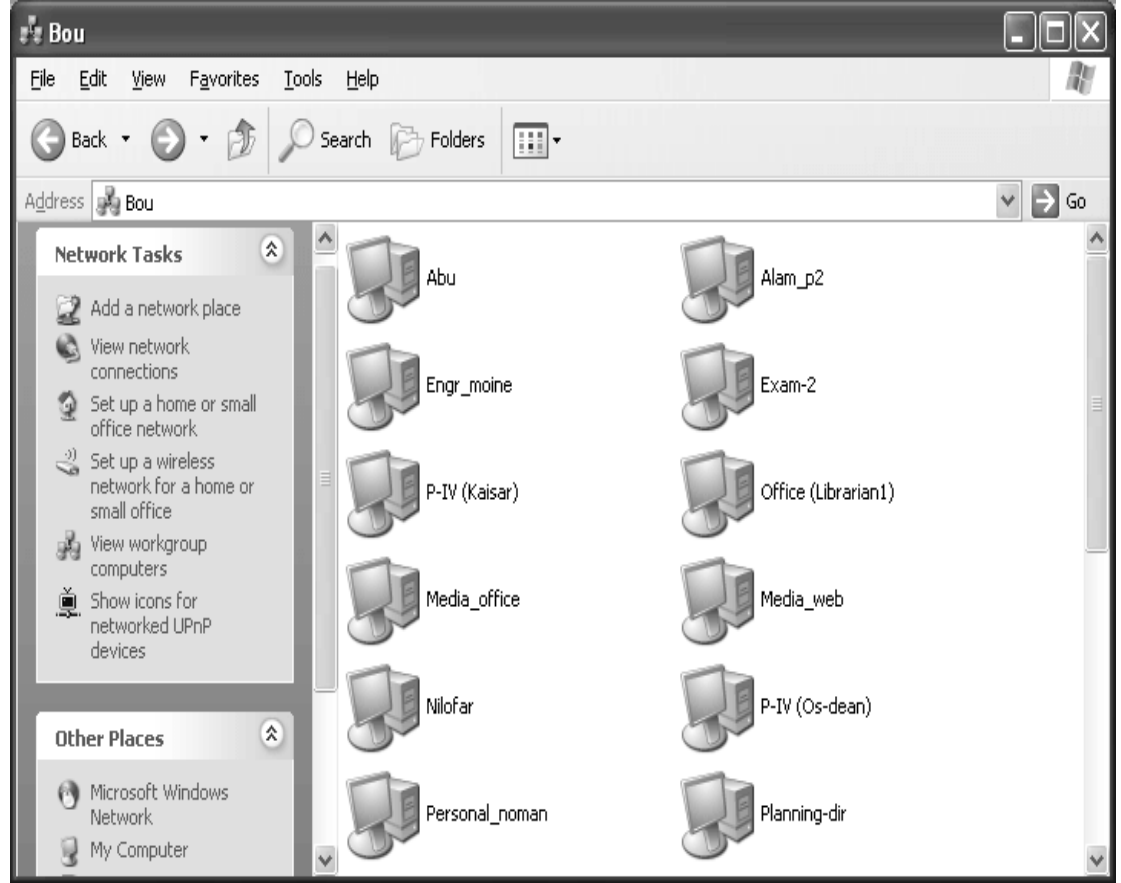 Bou
File Edit View Favorites Tools Help
Back Search Folders
Address Bou Go
Network Tasks
Add a network place
View network
connections
Set up a home or small
office network
Set up a wireless
network for a home or
small office
View workgroup
computers
Show icons for
networked UPnP
devices
Other Places
Microsoft Windows
Network
My Computer
Abu Alam_p2
Engr_moine Exam-2
P-IV (Kaisar) Office (Librarian1)
Media_office Media_web
Nilofar P-IV (Os-dean)
Personal_noman Planning-dir